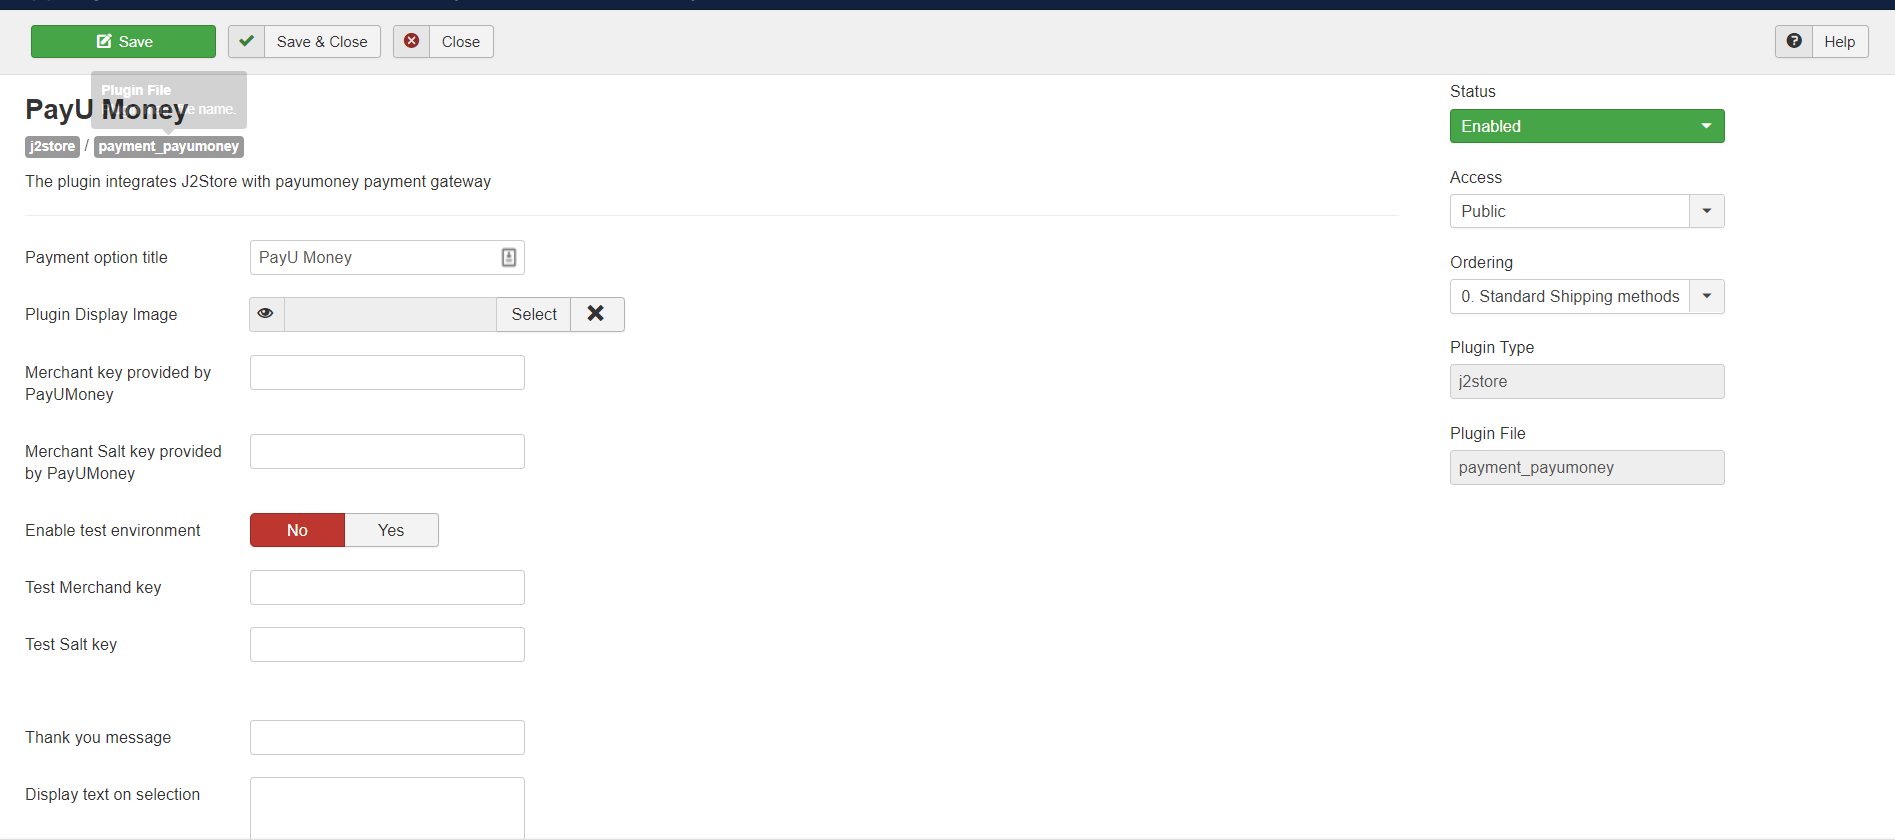 Save
Save & Close
Close
Help
Plugin File
name.
PayU Money
j2store / payment_payumoney
The plugin integrates J2Store with payumoney payment gateway
Payment option title
PayU Money
Plugin Display Image
Select
Merchant key provided by
PayUMoney
Merchant Salt key provided
by PayUMoney
Enable test environment
No
Yes
Test Merchand key
Test Salt key
Thank you message
Display text on selection
Status
Enabled
Access
Public
Ordering
0. Standard Shipping methods
Plugin Type
j2store
Plugin File
payment_payumoney